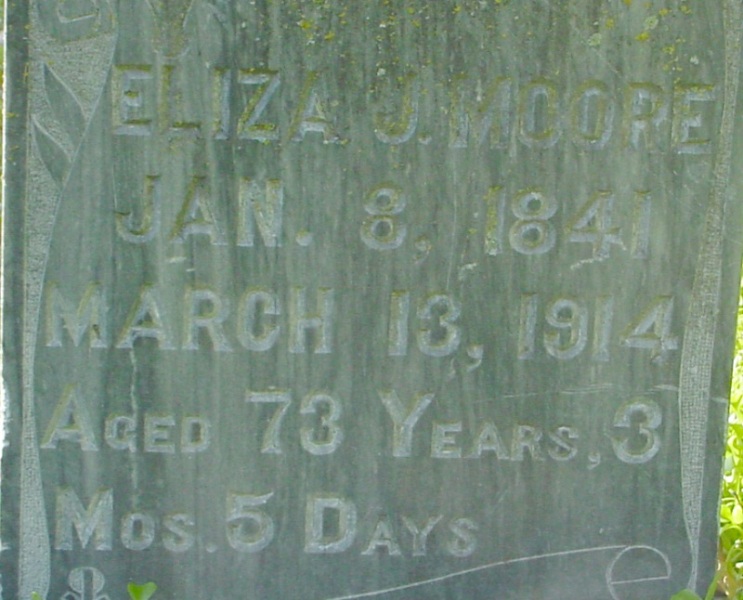 ELIZA J. MOORE
JAN. 8, 1841
MARCH 13, 1914
AGED 73 YEARS, 3
MOS. 5 DAYS